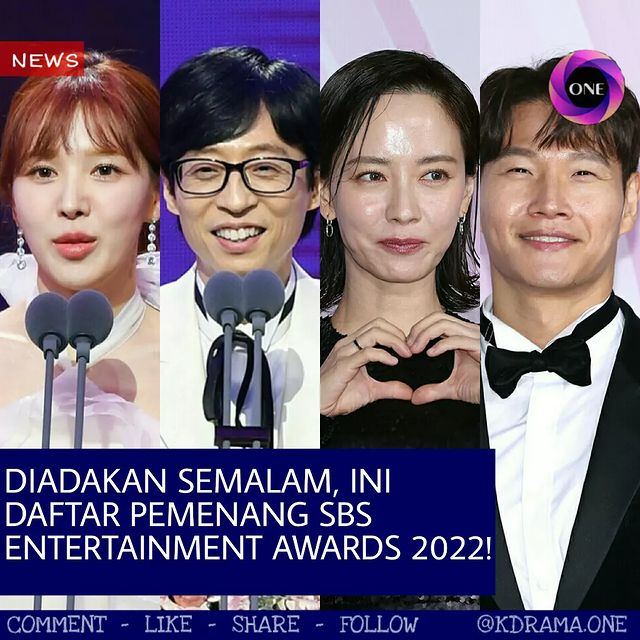 NEWS
ONE
DIADAKAN SEMALAM, INI
DAFTAR PEMENANG SBS
ENTERTAINMENT AWARDS 2022!
COMMENT - LIKE - SHARE - FOLLOW @KDRAMA.ONE